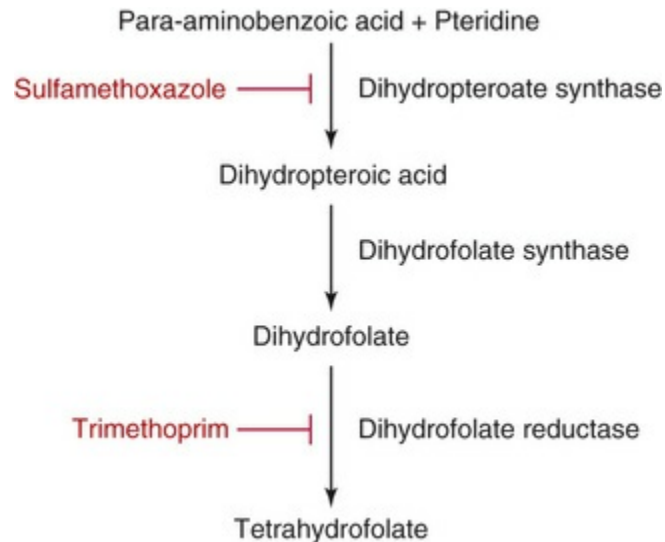 Para-aminobenzoic acid + Pteridine
Sulfamethoxazole
Dihydropteroate synthase
Dihydropteroic acid
Dihydrofolate synthase
Dihydrofolate
Trimethoprim
Dihydrofolate reductase
Tetrahydrofolate